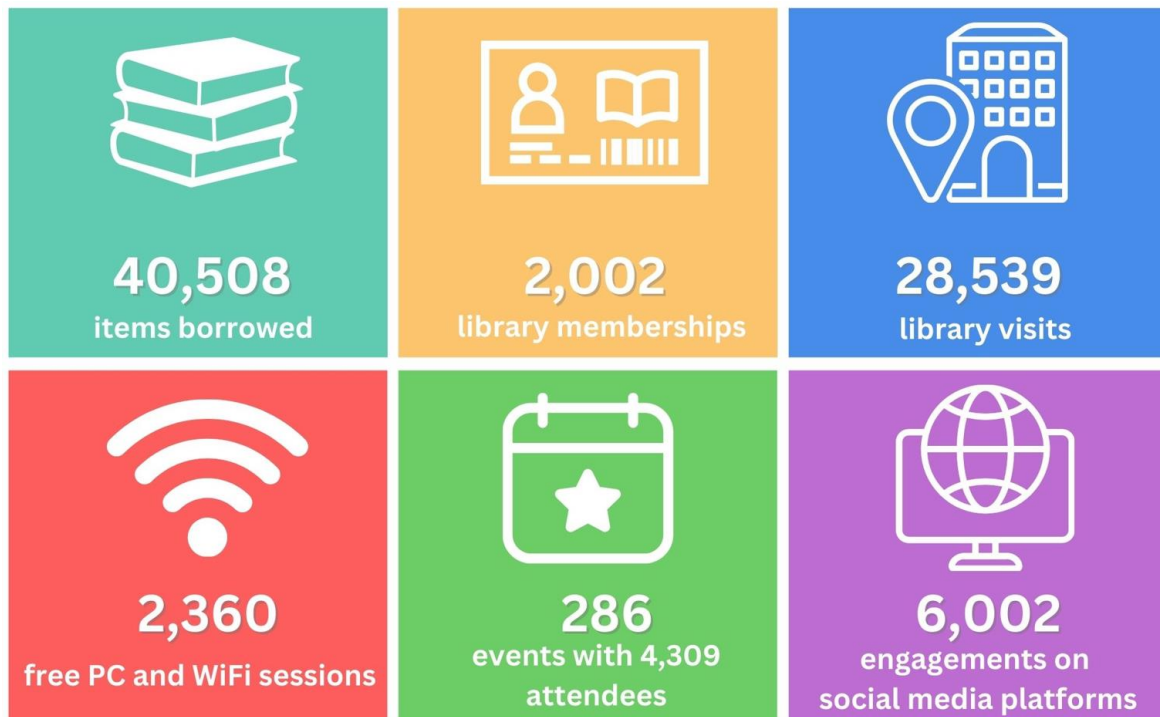 40,508
items borrowed
2,002
library memberships
28,539
library visits
2,360
free PC and WiFi sessions
286
events with 4,309
attendees
6,002
engagements on
social media platforms